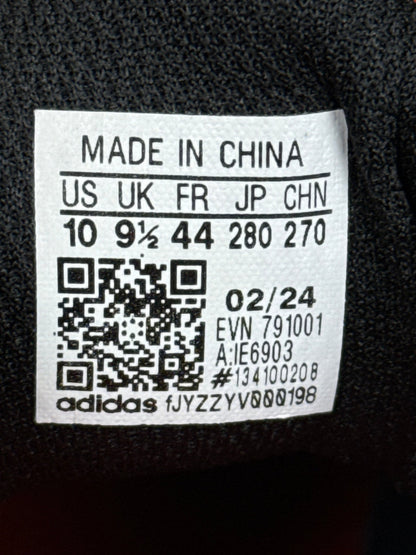 MADE IN CHINA
US UK FR JP CHN
10 9½ 44 280 270
02/24
EVN 791001
A:IE6903
#134100208
adidas fJYZZYV000198